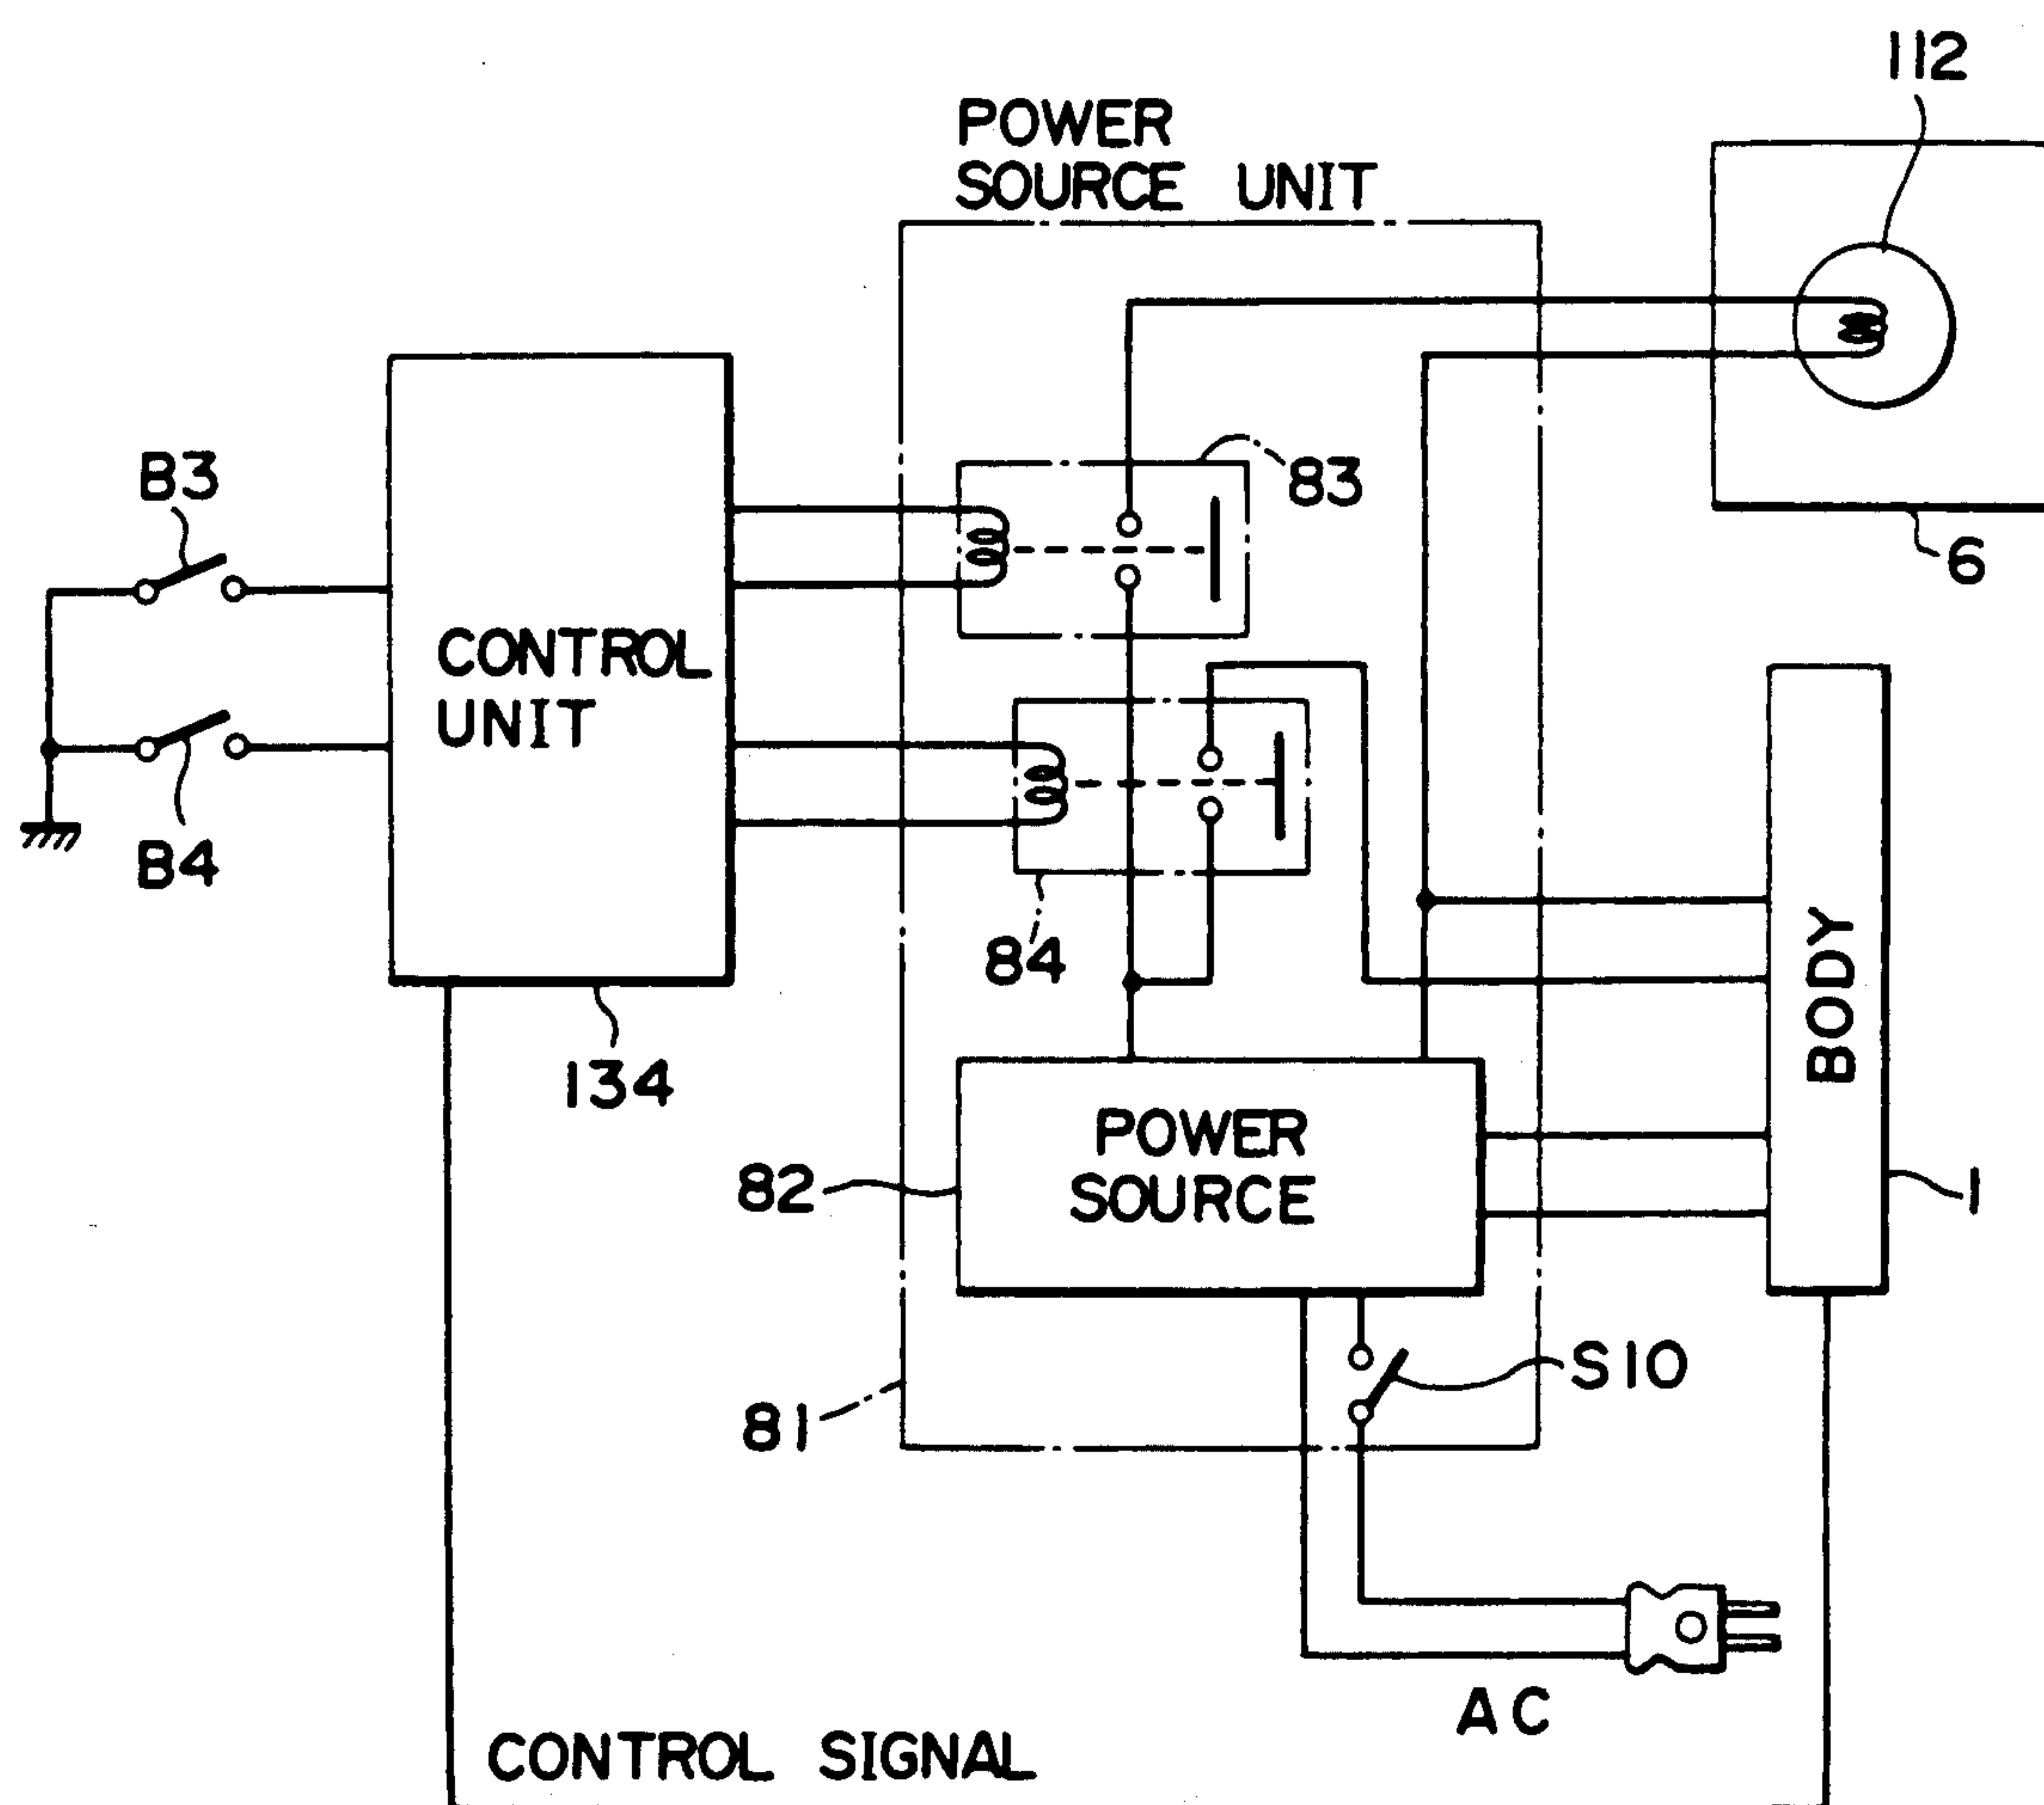 112
POWER
SOURCE UNIT
83
B3
6
CONTROL
UNIT
B4
84
BODY
134
POWER
SOURCE
82
1
S10
81
AC
CONTROL SIGNAL